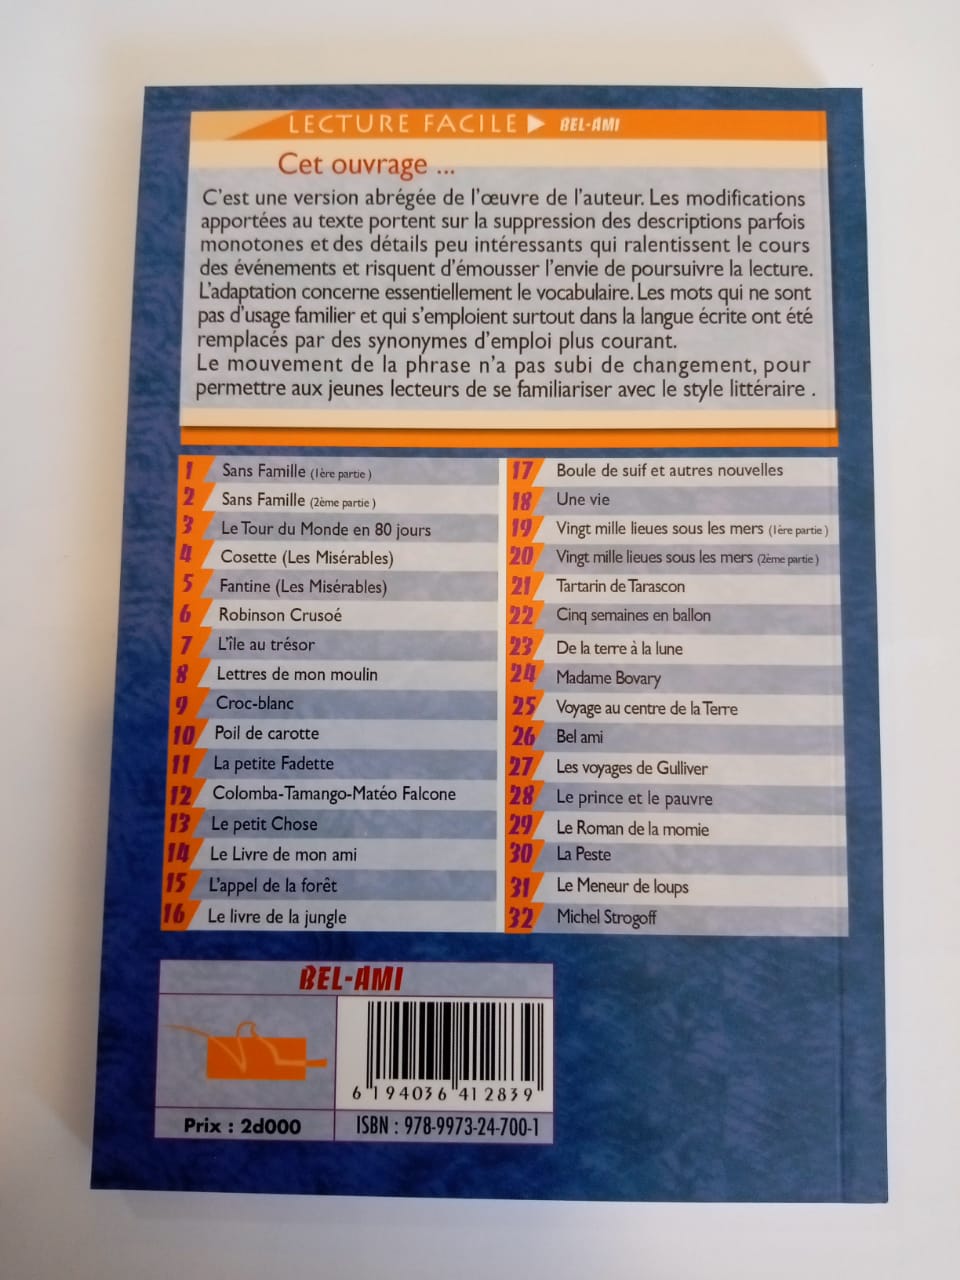 LECTURE FACILE ▶ BEL-AMI
Cet ouvrage ...
C'est une version abrégée de l'œuvre de l'auteur. Les modifications
apportées au texte portent sur la suppression des descriptions parfois
monotones et des détails peu intéressants qui ralentissent le cours
des événements et risquent d'émousser l'envie de poursuivre la lecture.
L'adaptation concerne essentiellement le vocabulaire. Les mots qui ne sont
pas d'usage familier et qui s'emploient surtout dans la langue écrite ont été
remplacés par des synonymes d'emploi plus courant.
Le mouvement de la phrase n'a pas subi de changement, pour
permettre aux jeunes lecteurs de se familiariser avec le style littéraire .
1 Sans Famille (1ère partie )
2 Sans Famille (2ème partie )
3 Le Tour du Monde en 80 jours
4 Cosette (Les Misérables)
5 Fantine (Les Misérables)
6 Robinson Crusoé
7 L'île au trésor
8 Lettres de mon moulin
9 Croc-blanc
10 Poil de carotte
11 La petite Fadette
12 Colomba-Tamango-Matéo Falcone
13 Le petit Chose
14 Le Livre de mon ami
15 L'appel de la forêt
16 Le livre de la jungle
17 Boule de suif et autres nouvelles
18 Une vie
19 Vingt mille lieues sous les mers (1ère partie )
20 Vingt mille lieues sous les mers (2ème partie )
21 Tartarin de Tarascon
22 Cinq semaines en ballon
23 De la terre à la lune
24 Madame Bovary
25 Voyage au centre de la Terre
26 Bel ami
27 Les voyages de Gulliver
28 Le prince et le pauvre
29 Le Roman de la momie
30 La Peste
31 Le Meneur de loups
32 Michel Strogoff
BEL-AMI
6 194036 412839
Prix : 2d000
ISBN : 978-9973-24-700-1